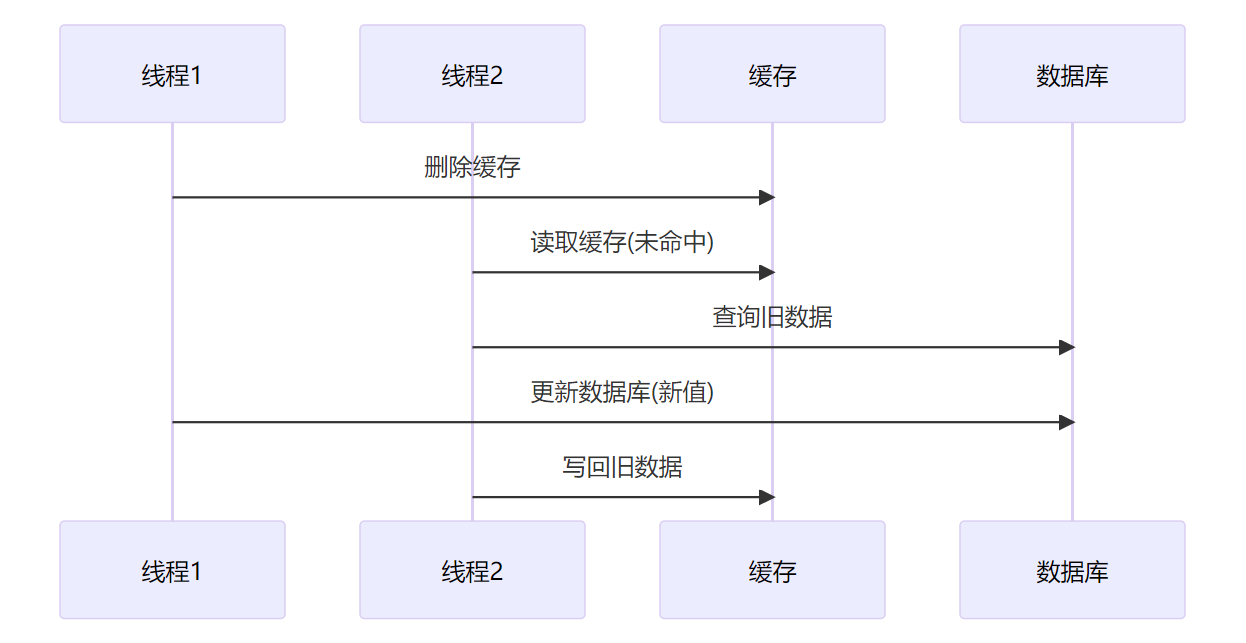 线程1
线程2
缓存
数据库
删除缓存
读取缓存(未命中)
查询旧数据
更新数据库(新值)
写回旧数据
线程1
线程2
缓存
数据库